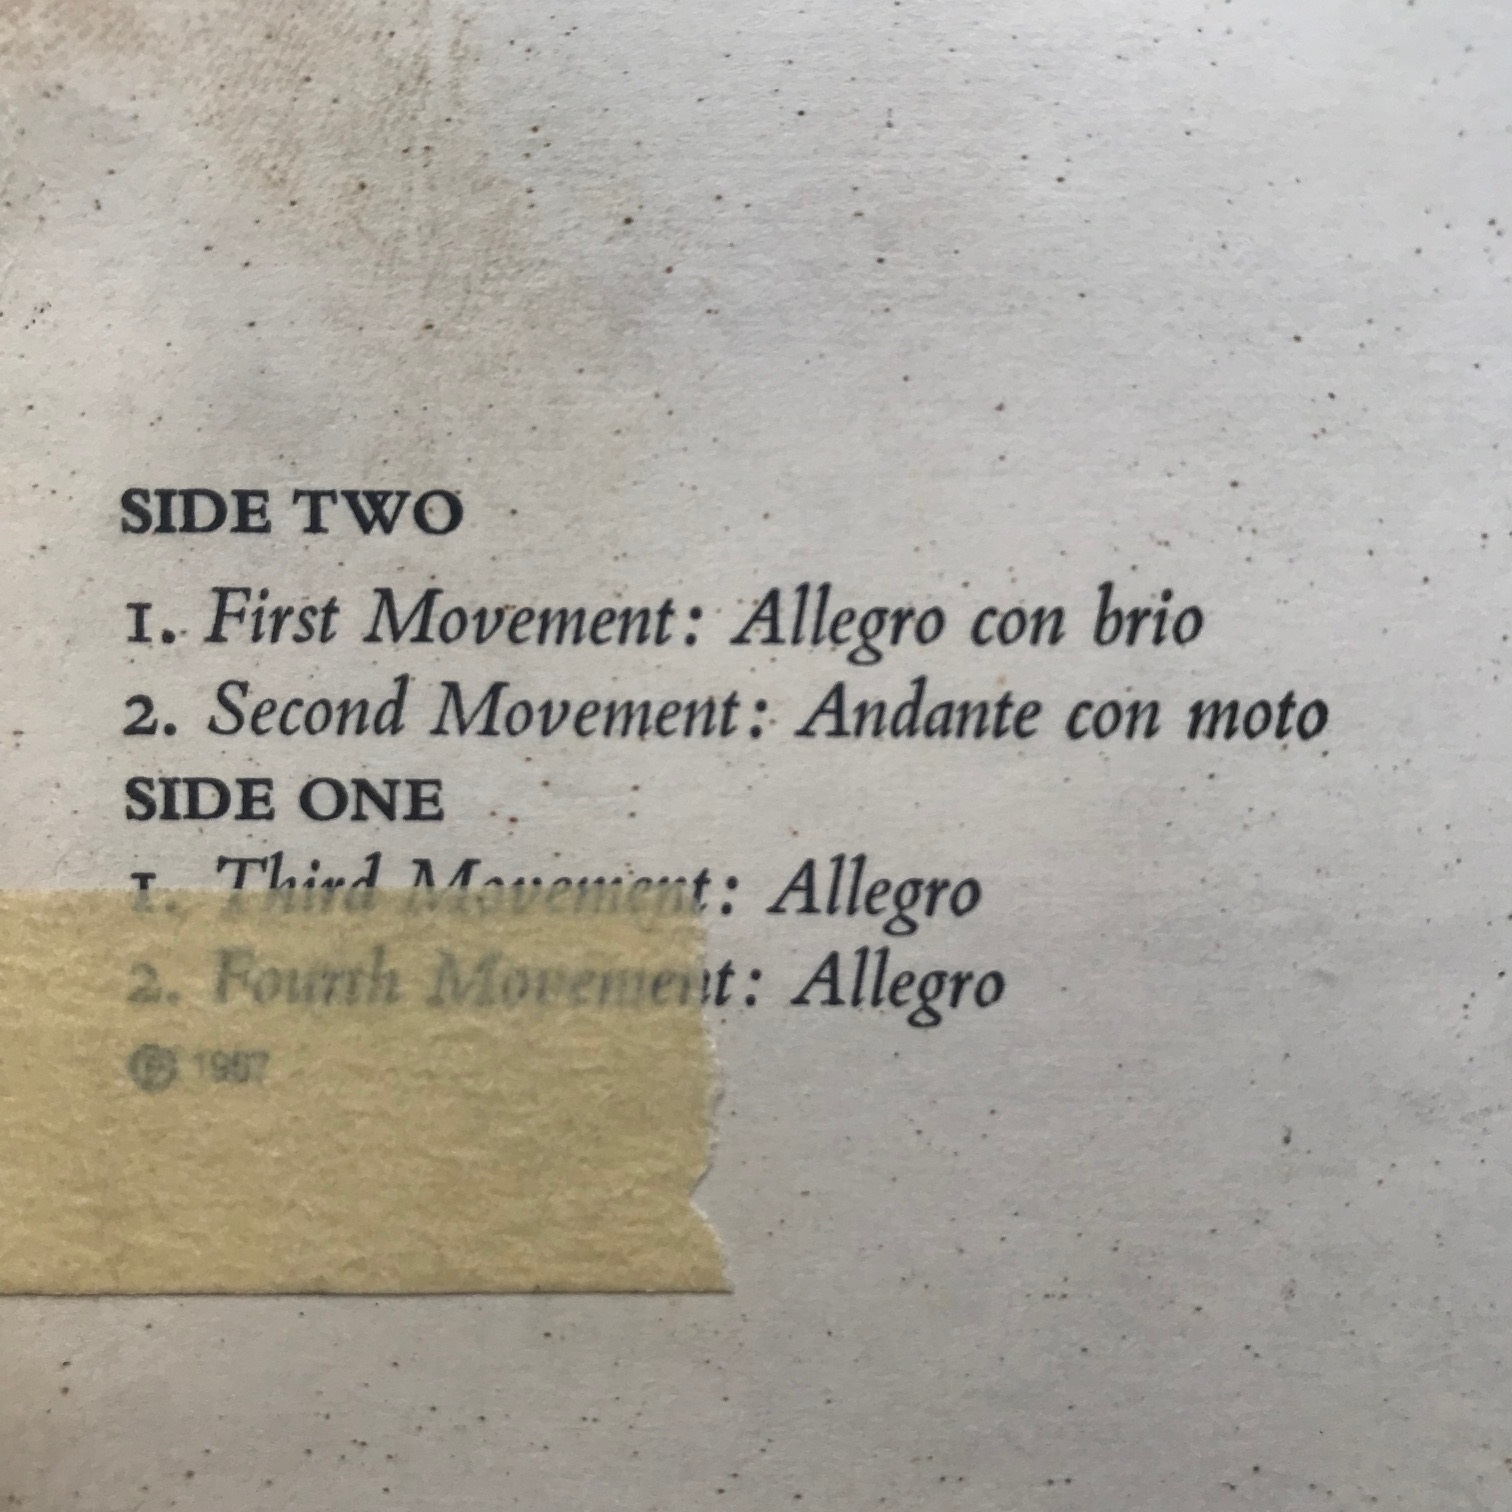 SIDE TWO
1. First Movement: Allegro con brio
2. Second Movement: Andante con moto
SIDE ONE
1. Third Movement: Allegro
2. Fourth Movement: Allegro
℗